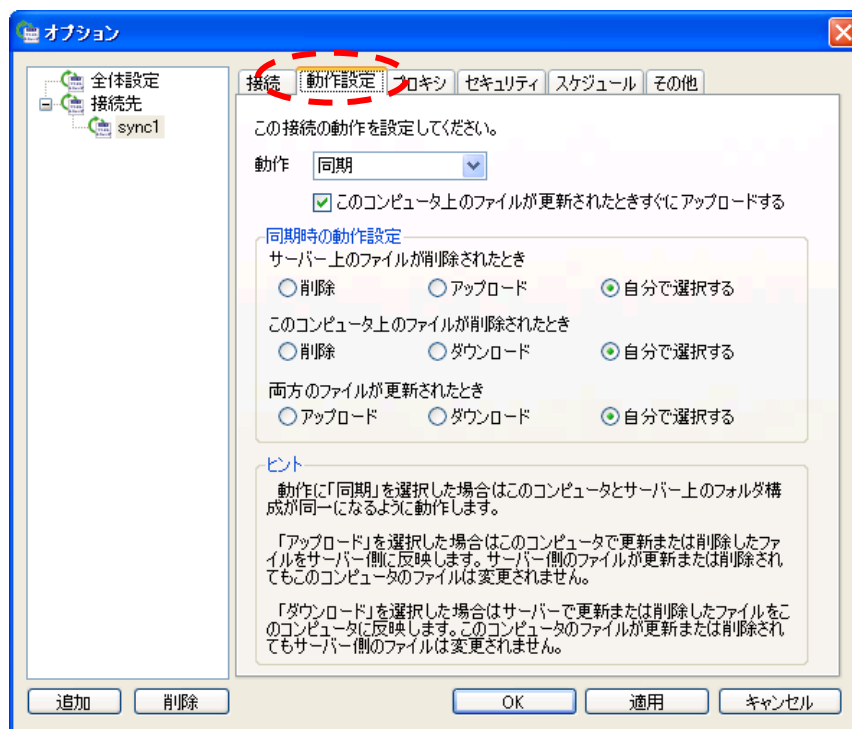 オプション
全体設定
接続先
sync1
接続 動作設定 プロキシ セキュリティ スケジュール その他
この接続の動作を設定してください。
動作 同期
このコンピュータ上のファイルが更新されたときすぐにアップロードする
同期時の動作設定
サーバー上のファイルが削除されたとき
削除 アップロード 自分で選択する
このコンピュータ上のファイルが削除されたとき
削除 ダウンロード 自分で選択する
両方のファイルが更新されたとき
アップロード ダウンロード 自分で選択する
ヒント
動作に「同期」を選択した場合はこのコンピュータとサーバー上のフォルダ構
成が同一になるように動作します。
「アップロード」を選択した場合はこのコンピュータで更新または削除したファ
イルをサーバー側に反映します。サーバー側のファイルが更新または削除され
てもこのコンピュータのファイルは変更されません。
「ダウンロード」を選択した場合はサーバーで更新または削除したファイルをこ
のコンピュータに反映します。このコンピュータのファイルが更新または削除され
てもサーバー側のファイルは変更されません。
追加 削除 OK 適用 キャンセル